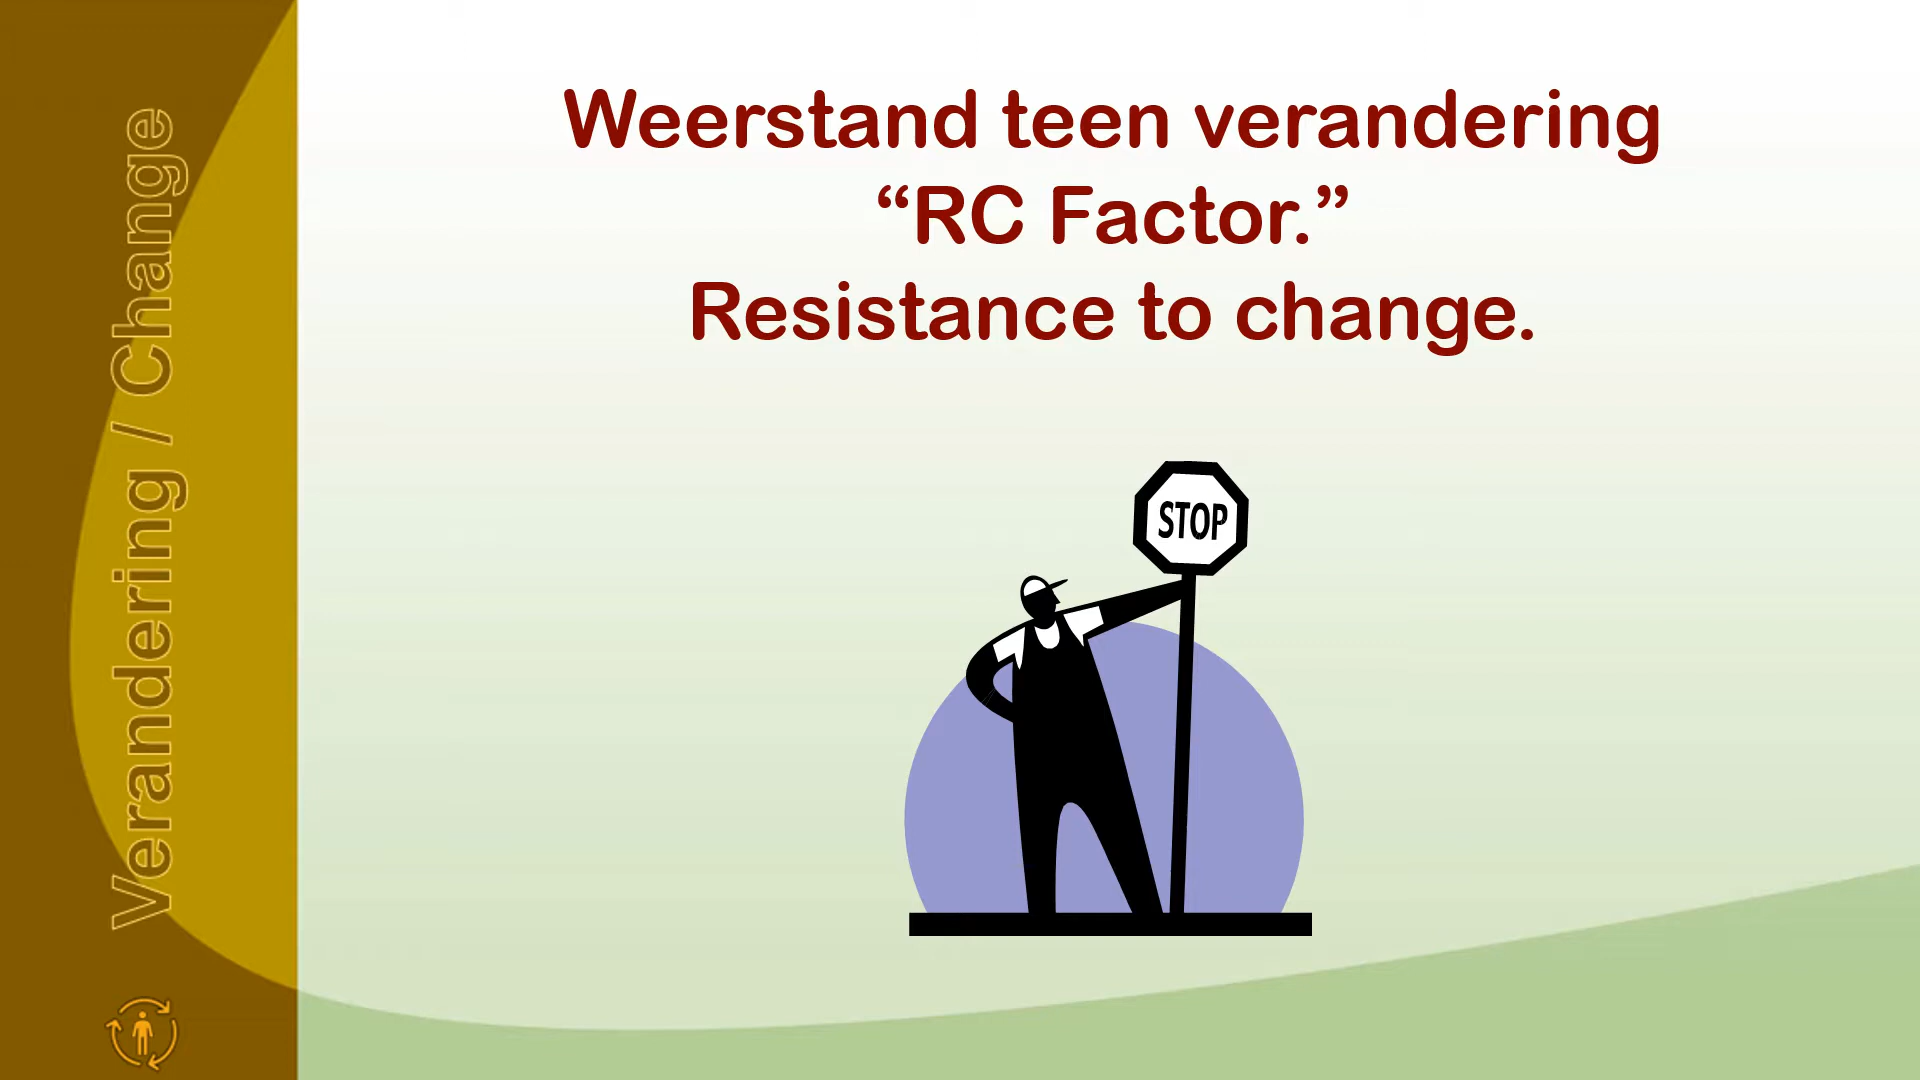 Weerstand teen verandering
“RC Factor.”
Resistance to change.
STOP
Verandering / Change